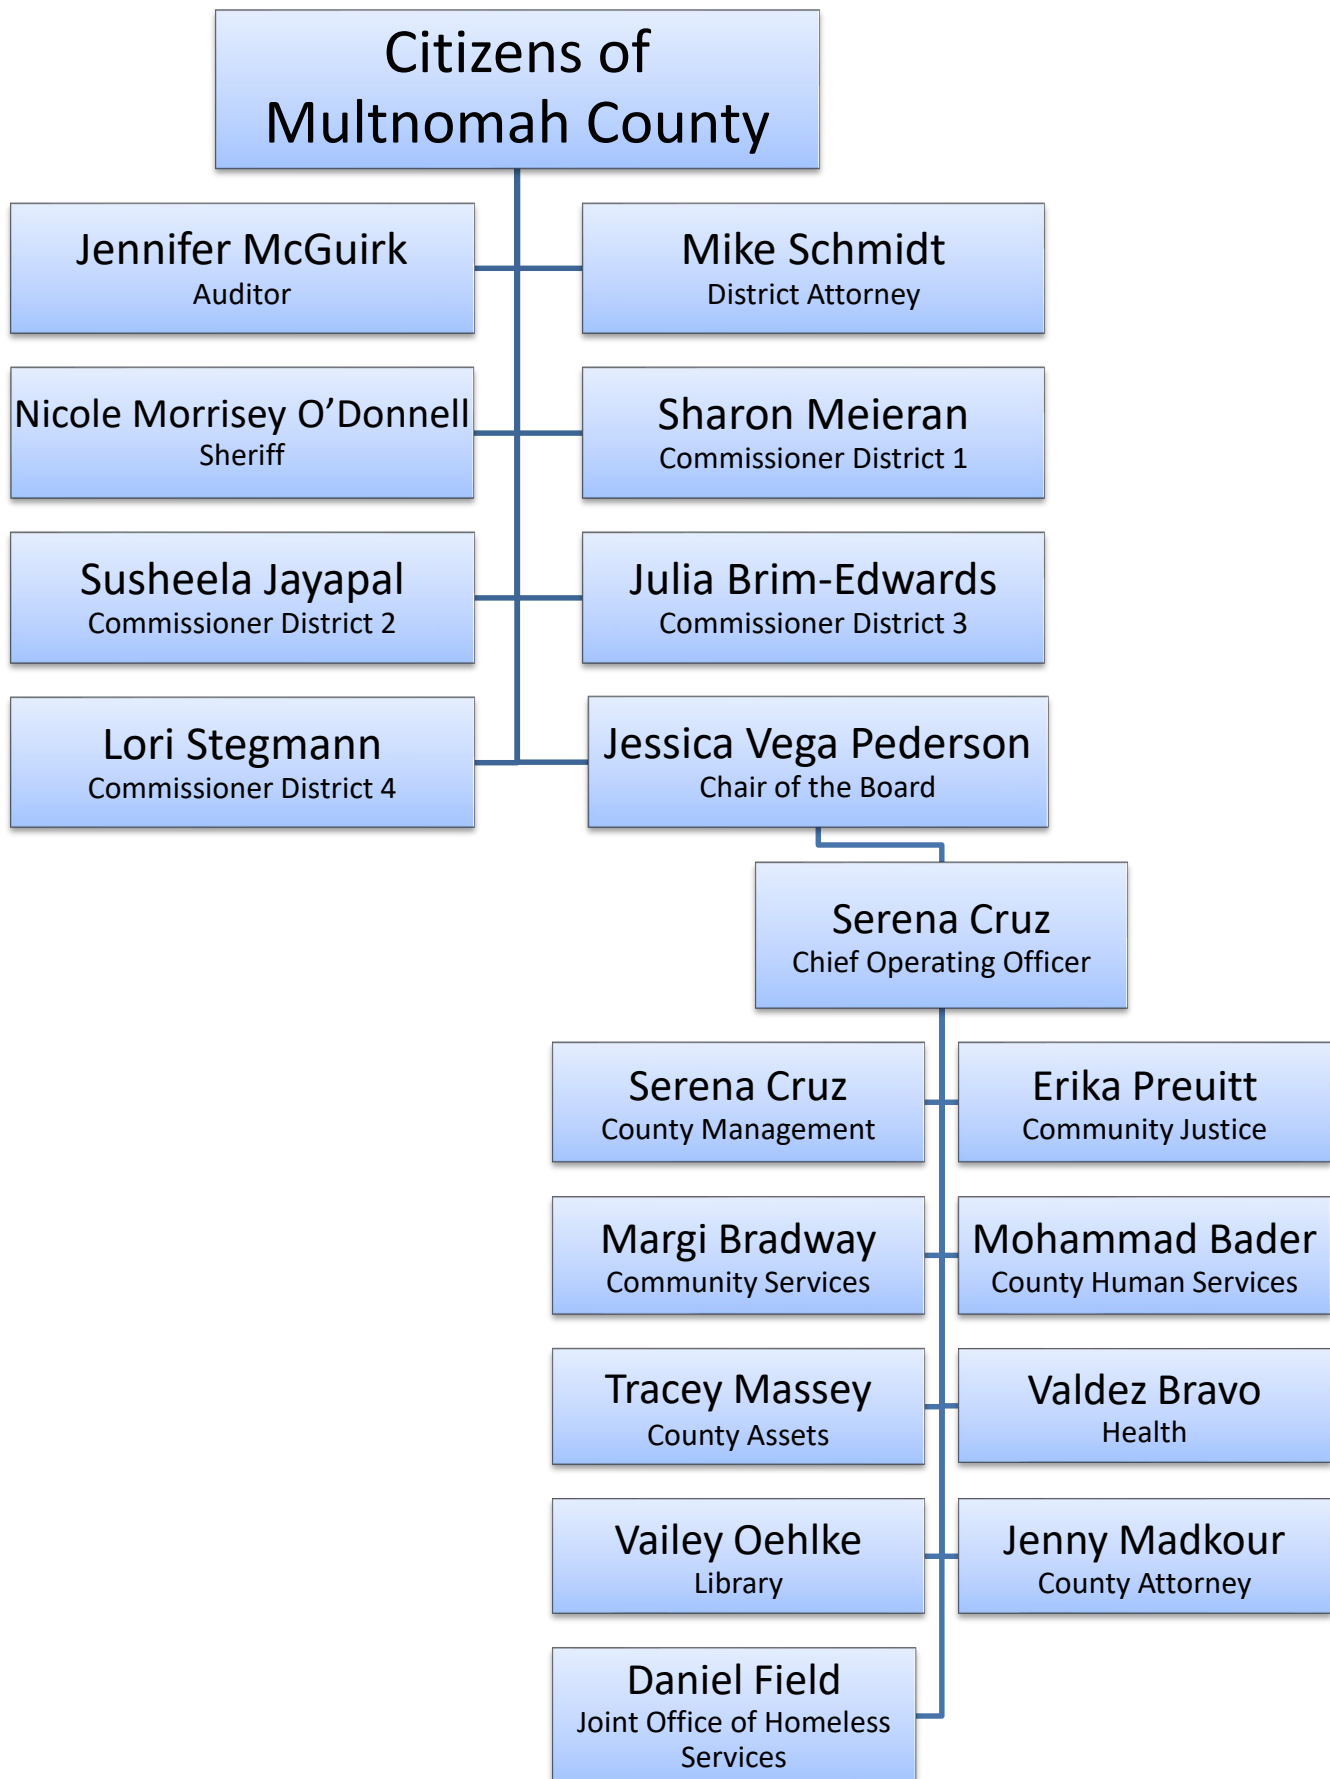 Citizens of
Multnomah County
Jennifer McGuirk
Auditor
Mike Schmidt
District Attorney
Nicole Morrisey O’Donnell
Sheriff
Sharon Meieran
Commissioner District 1
Susheela Jayapal
Commissioner District 2
Julia Brim-Edwards
Commissioner District 3
Lori Stegmann
Commissioner District 4
Jessica Vega Pederson
Chair of the Board
Serena Cruz
Chief Operating Officer
Serena Cruz
County Management
Erika Preuitt
Community Justice
Margi Bradway
Community Services
Mohammad Bader
County Human Services
Tracey Massey
County Assets
Valdez Bravo
Health
Vailey Oehlke
Library
Jenny Madkour
County Attorney
Daniel Field
Joint Office of Homeless
Services